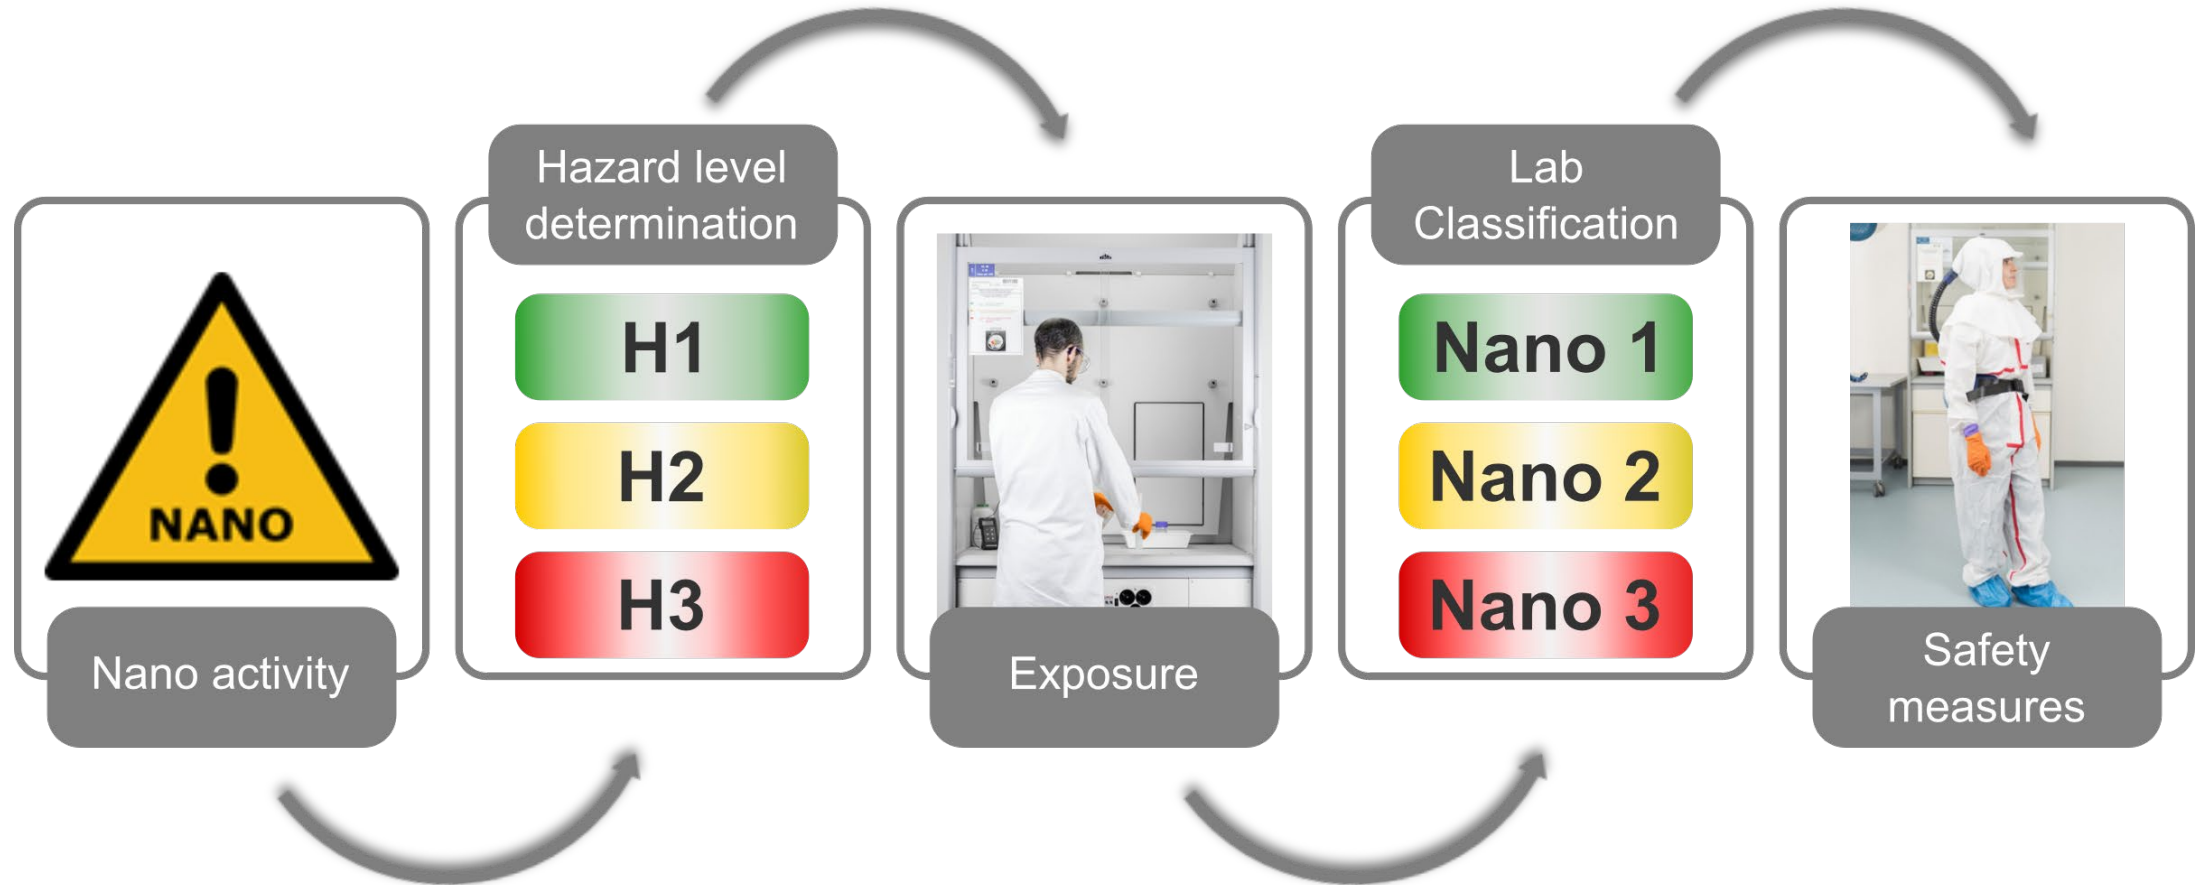 NANO
Nano activity
Hazard level
determination
H1
H2
H3
Exposure
Lab
Classification
Nano 1
Nano 2
Nano 3
Safety
measures